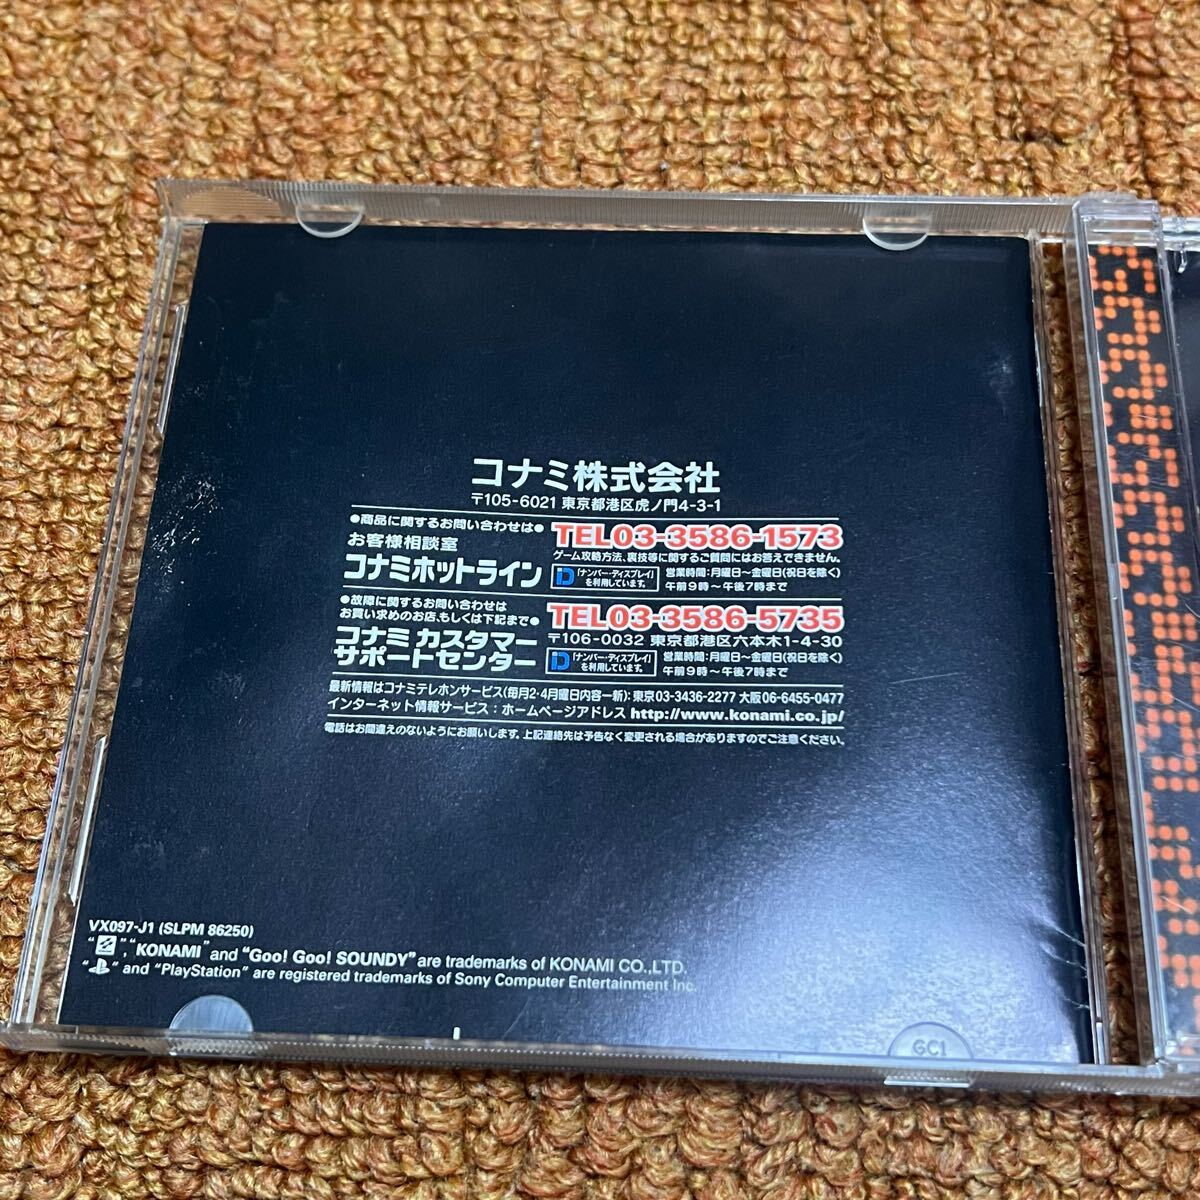 コナミ株式会社
〒105-6021 東京都港区虎ノ門4-3-1
●商品に関するお問い合わせは●
お客様相談室
コナミホットライン
TEL03-3586-1573
ゲーム攻略方法、裏技等に関するご質問にはお答えできません。
「ナンバー・ディスプレイ」
を利用しています。
営業時間:月曜日〜金曜日(祝日を除く)
午前9時〜午後7時まで
●故障に関するお問い合わせは
お買い求めのお店、もしくは下記まで●
コナミ カスタマー
サポートセンター
TEL03-3586-5735
〒106-0032 東京都港区六本木1-4-30
「ナンバー・ディスプレイ」
を利用しています。
営業時間:月曜日〜金曜日(祝日を除く)
午前9時〜午後7時まで
最新情報はコナミテレホンサービス(毎月2・4月曜日内容一新):東京03-3436-2277 大阪06-6455-0477
インターネット情報サービス:ホームページアドレス http://www.konami.co.jp/
電話はお間違えのないようにお願いします。上記連絡先は予告なく変更される場合がありますのでご注意ください。
VX097-J1 (SLPM 86250)
“ ”,“KONAMI” and “Goo! Goo! SOUNDY” are trademarks of KONAMI CO.,LTD.
“ ” and “PlayStation” are registered trademarks of Sony Computer Entertainment Inc.
GC1